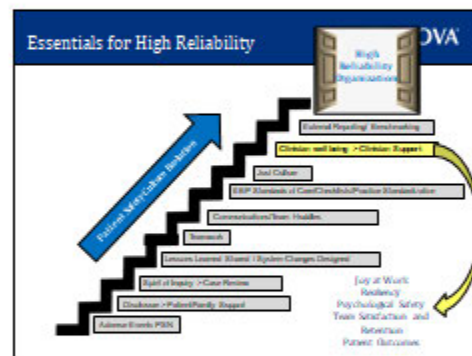 Essentials for High Reliability
OVA
High
Reliability
Organization
External Reporting/ Benchmarking
Clinician well being > Clinician Support
Just Culture
EBP Standards of Care/Checklists/Practice Standardization
Communications/Team Huddles
Teamwork
Lessons Learned Shared / System Changes Designed
Spirit of Inquiry > Case Review
Disclosure > Patient/Family Support
Adverse Events PSN
Patient Safety Culture Evolution
Joy at Work
Resiliency
Psychological Safety
Team Satisfaction and
Retention
Patient Outcomes